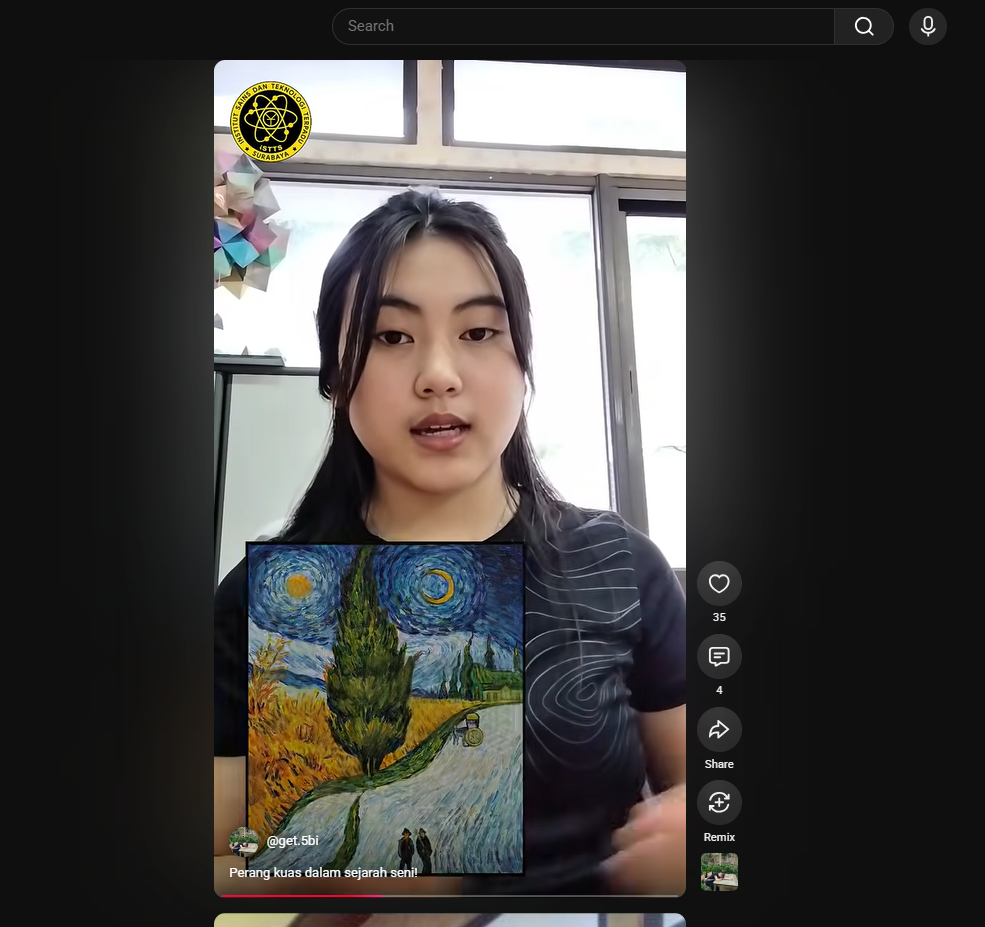 Search
INSTITUT SAINS DAN TEKNOLOGI TERPADU
iSTTS
SURABAYA
35
4
Share
Remix
@get.5bi
Perang kuas dalam sejarah seni!